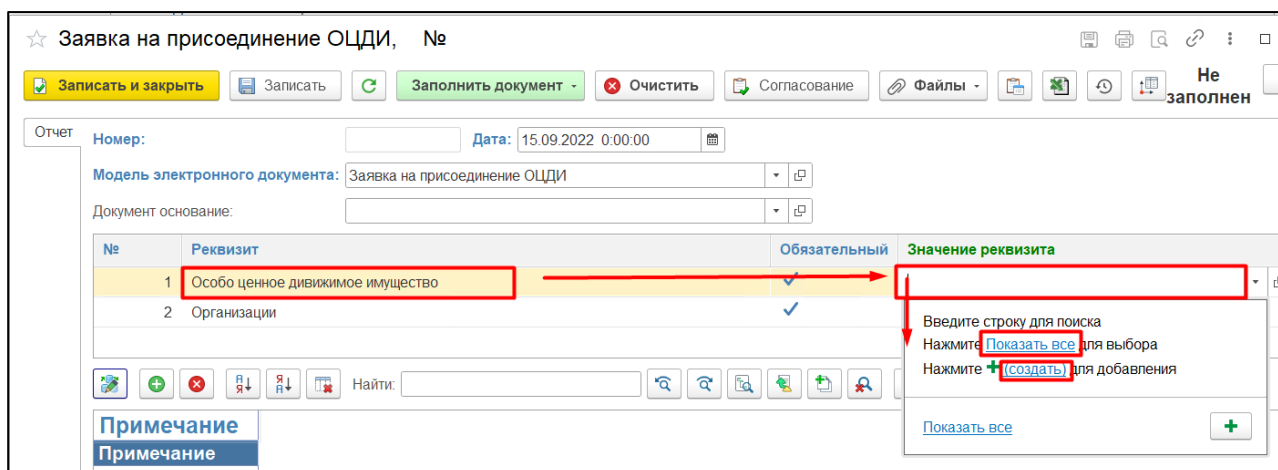 Заявка на присоединение ОЦДИ, №
Записать и закрыть Записать Заполнить документ Очистить Согласование Файлы Не заполнен
Отчет
Номер: Дата: 15.09.2022 0:00:00
Модель электронного документа: Заявка на присоединение ОЦДИ
Документ основание:
№ Реквизит Обязательный Значение реквизита
1 Особо ценное дивижимое имущество
2 Организации
Введите строку для поиска
Нажмите Показать все для выбора
Нажмите (создать) для добавления
Найти:
Показать все
Примечание
Примечание